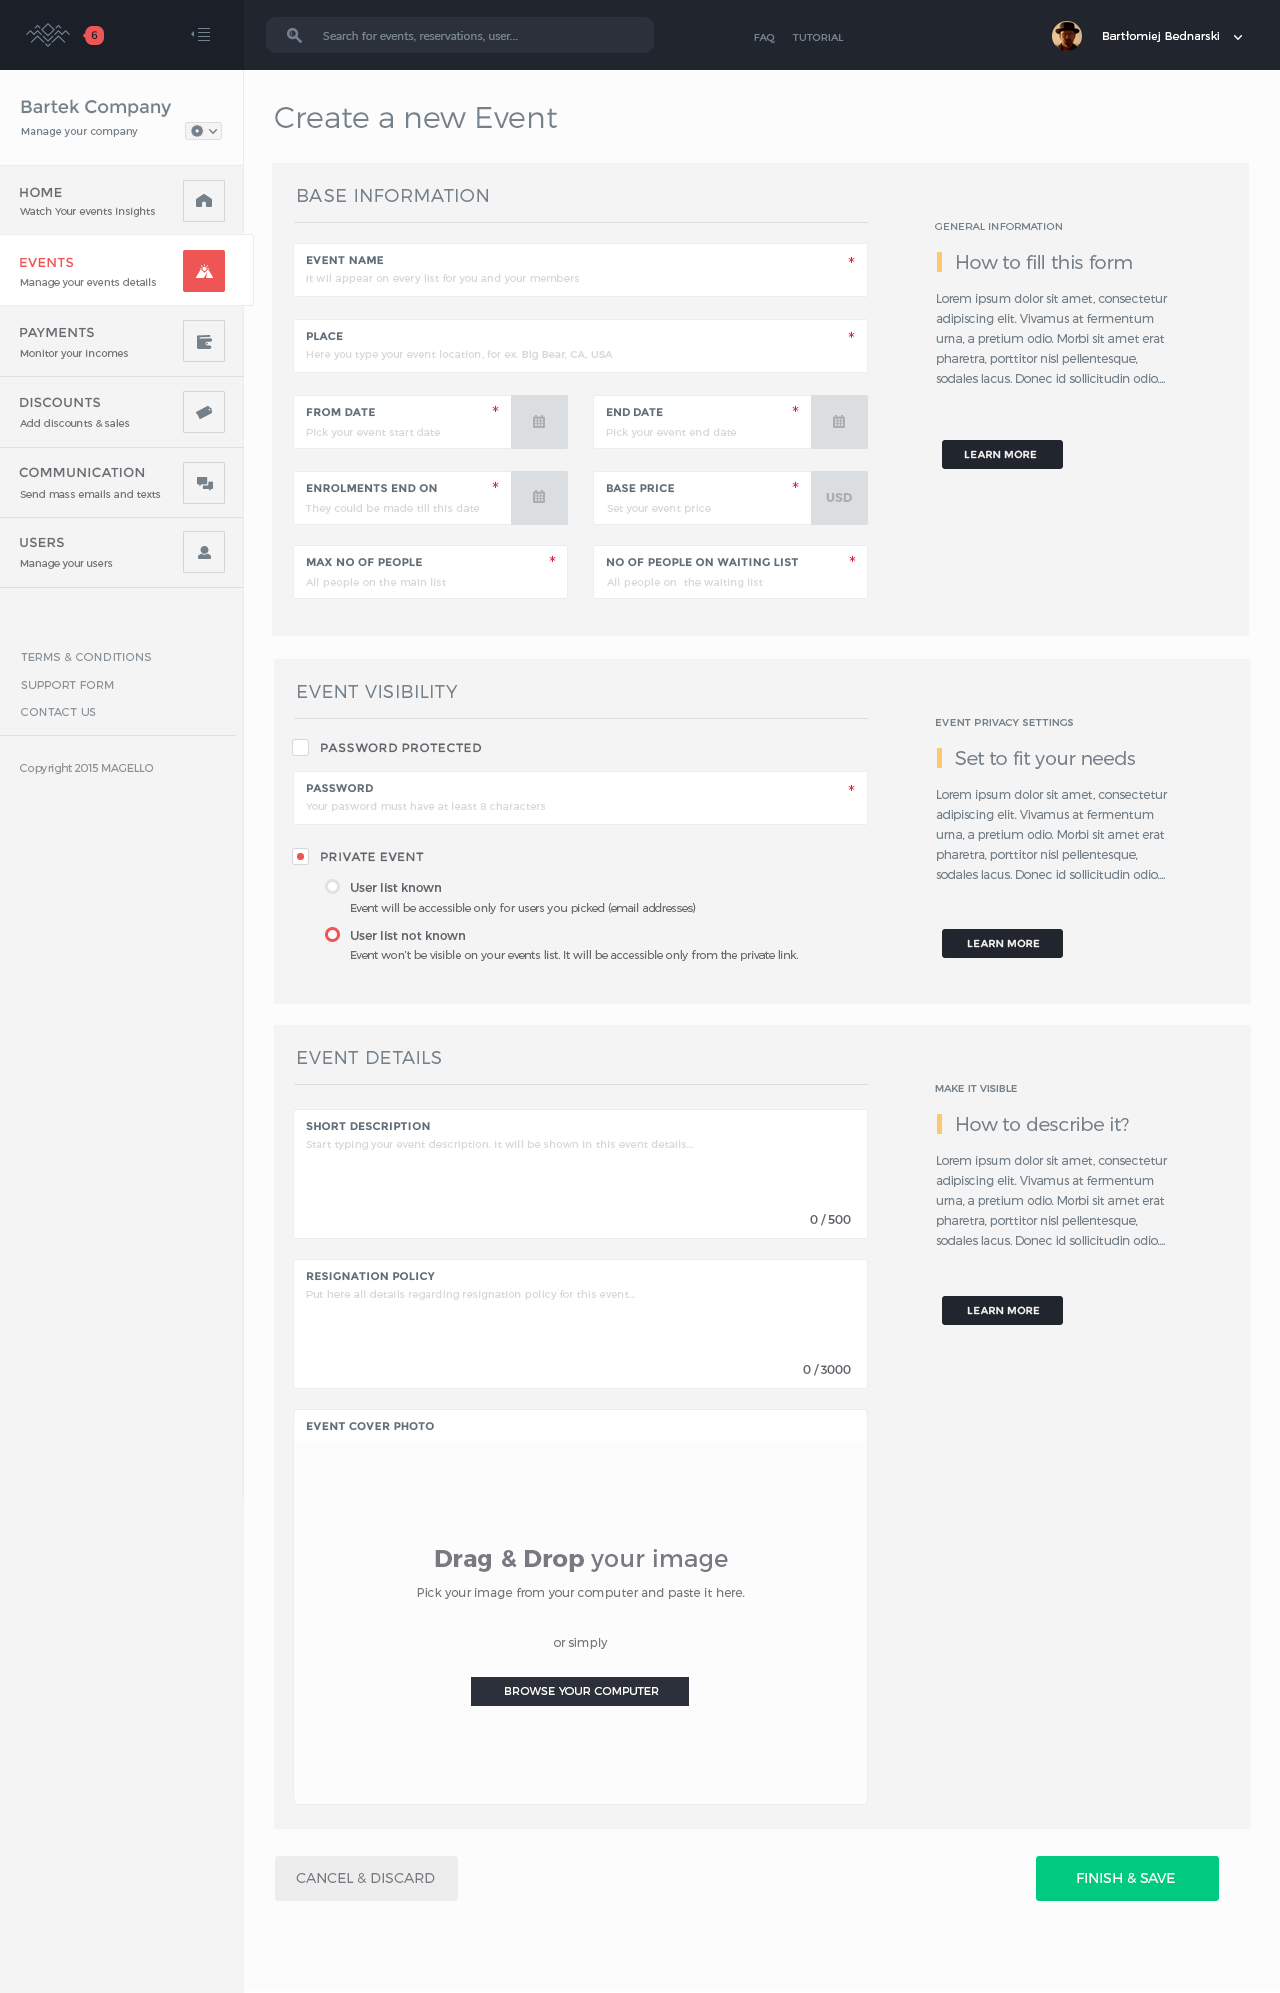 6
Search for events, reservations, user...
FAQ TUTORIAL
Bartłomiej Bednarski
Bartek Company
Manage your company
HOME
Watch Your events insights
EVENTS
Manage your events details
PAYMENTS
Monitor your incomes
DISCOUNTS
Add discounts & sales
COMMUNICATION
Send mass emails and texts
USERS
Manage your users
TERMS & CONDITIONS
SUPPORT FORM
CONTACT US
Copyright 2015 MAGELLO
Create a new Event
BASE INFORMATION
EVENT NAME *
It wil appear on every list for you and your members
PLACE *
Here you type your event location, for ex. Big Bear, CA, USA
FROM DATE *
Pick your event start date
END DATE *
Pick your event end date
ENROLMENTS END ON *
They could be made till this date
BASE PRICE *
Set your event price
USD
MAX NO OF PEOPLE *
All people on the main list
NO OF PEOPLE ON WAITING LIST *
All people on the waiting list
GENERAL INFORMATION
How to fill this form
Lorem ipsum dolor sit amet, consectetur
adipiscing elit. Vivamus at fermentum
urna, a pretium odio. Morbi sit amet erat
pharetra, porttitor nisl pellentesque,
sodales lacus. Donec id sollicitudin odio....
LEARN MORE
EVENT VISIBILITY
PASSWORD PROTECTED
PASSWORD *
Your pasword must have at least 8 characters
PRIVATE EVENT
User list known
Event will be accessible only for users you picked (email addresses)
User list not known
Event won't be visible on your events list. It will be accessible only from the private link.
EVENT PRIVACY SETTINGS
Set to fit your needs
Lorem ipsum dolor sit amet, consectetur
adipiscing elit. Vivamus at fermentum
urna, a pretium odio. Morbi sit amet erat
pharetra, porttitor nisl pellentesque,
sodales lacus. Donec id sollicitudin odio....
LEARN MORE
EVENT DETAILS
SHORT DESCRIPTION
Start typing your event description. It will be shown in this event details...
0 / 500
RESIGNATION POLICY
Put here all details regarding resignation policy for this event...
0 / 3000
EVENT COVER PHOTO
Drag & Drop your image
Pick your image from your computer and paste it here.
or simply
BROWSE YOUR COMPUTER
MAKE IT VISIBLE
How to describe it?
Lorem ipsum dolor sit amet, consectetur
adipiscing elit. Vivamus at fermentum
urna, a pretium odio. Morbi sit amet erat
pharetra, porttitor nisl pellentesque,
sodales lacus. Donec id sollicitudin odio....
LEARN MORE
CANCEL & DISCARD
FINISH & SAVE